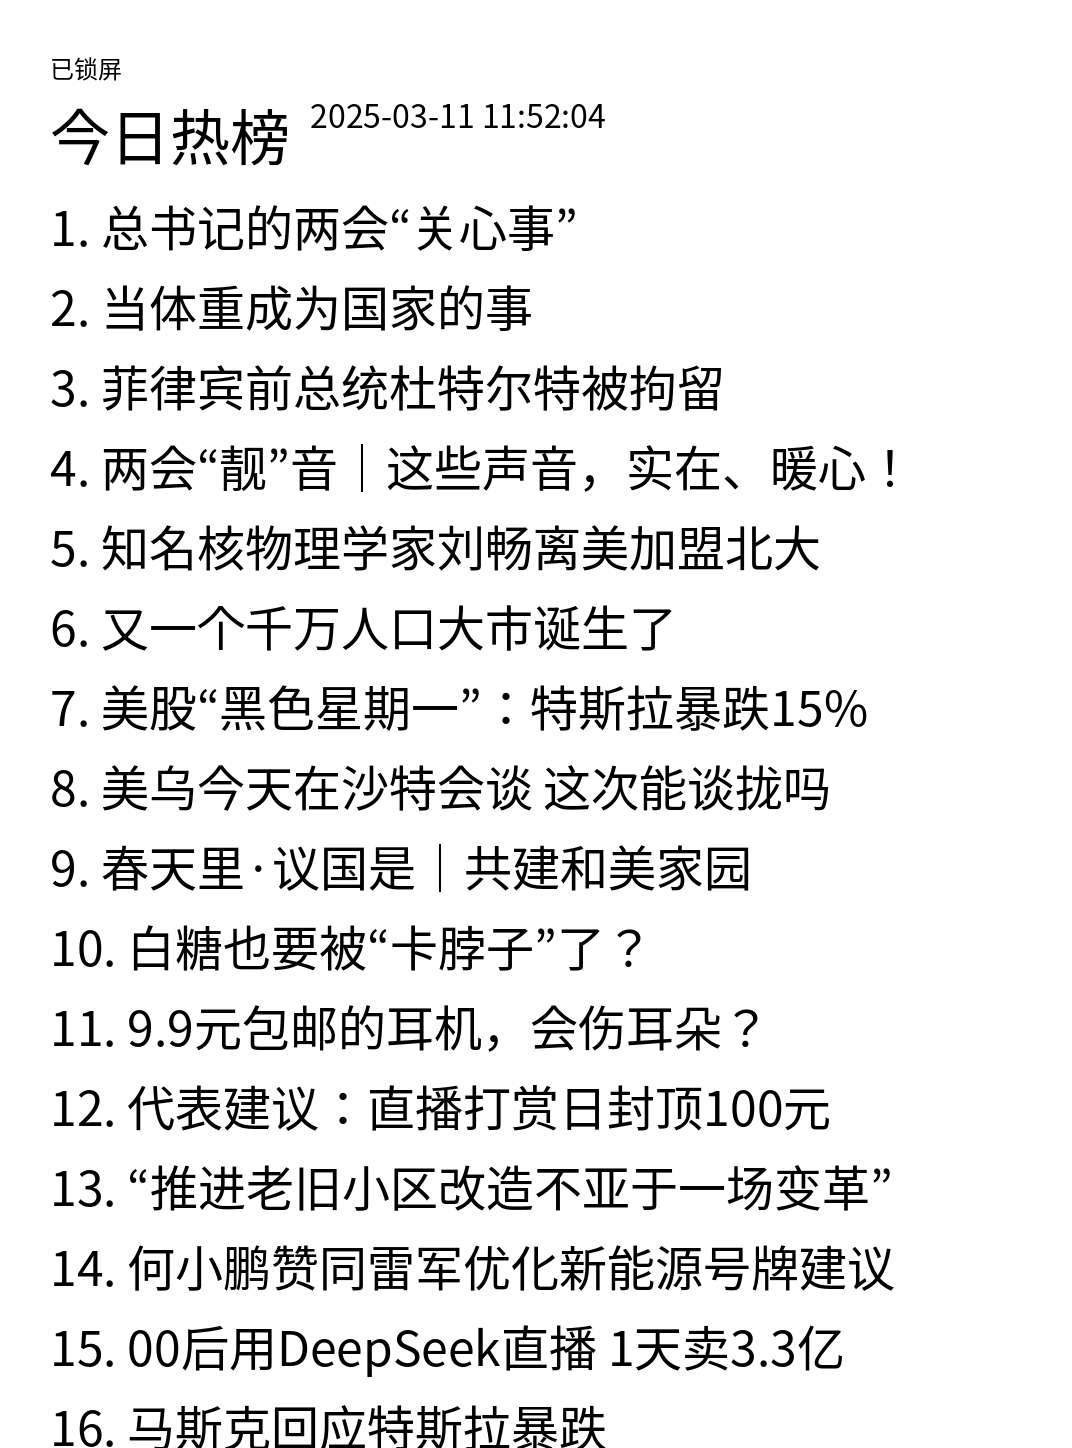 已锁屏
今日热榜 2025-03-11 11:52:04
1. 总书记的两会“关心事”
2. 当体重成为国家的事
3. 菲律宾前总统杜特尔特被拘留
4. 两会“靓”音｜这些声音，实在、暖心！
5. 知名核物理学家刘畅离美加盟北大
6. 又一个千万人口大市诞生了
7. 美股“黑色星期一”：特斯拉暴跌15%
8. 美乌今天在沙特会谈 这次能谈拢吗
9. 春天里·议国是｜共建和美家园
10. 白糖也要被“卡脖子”了？
11. 9.9元包邮的耳机，会伤耳朵？
12. 代表建议：直播打赏日封顶100元
13. “推进老旧小区改造不亚于一场变革”
14. 何小鹏赞同雷军优化新能源号牌建议
15. 00后用DeepSeek直播 1天卖3.3亿
16. 马斯克回应特斯拉暴跌